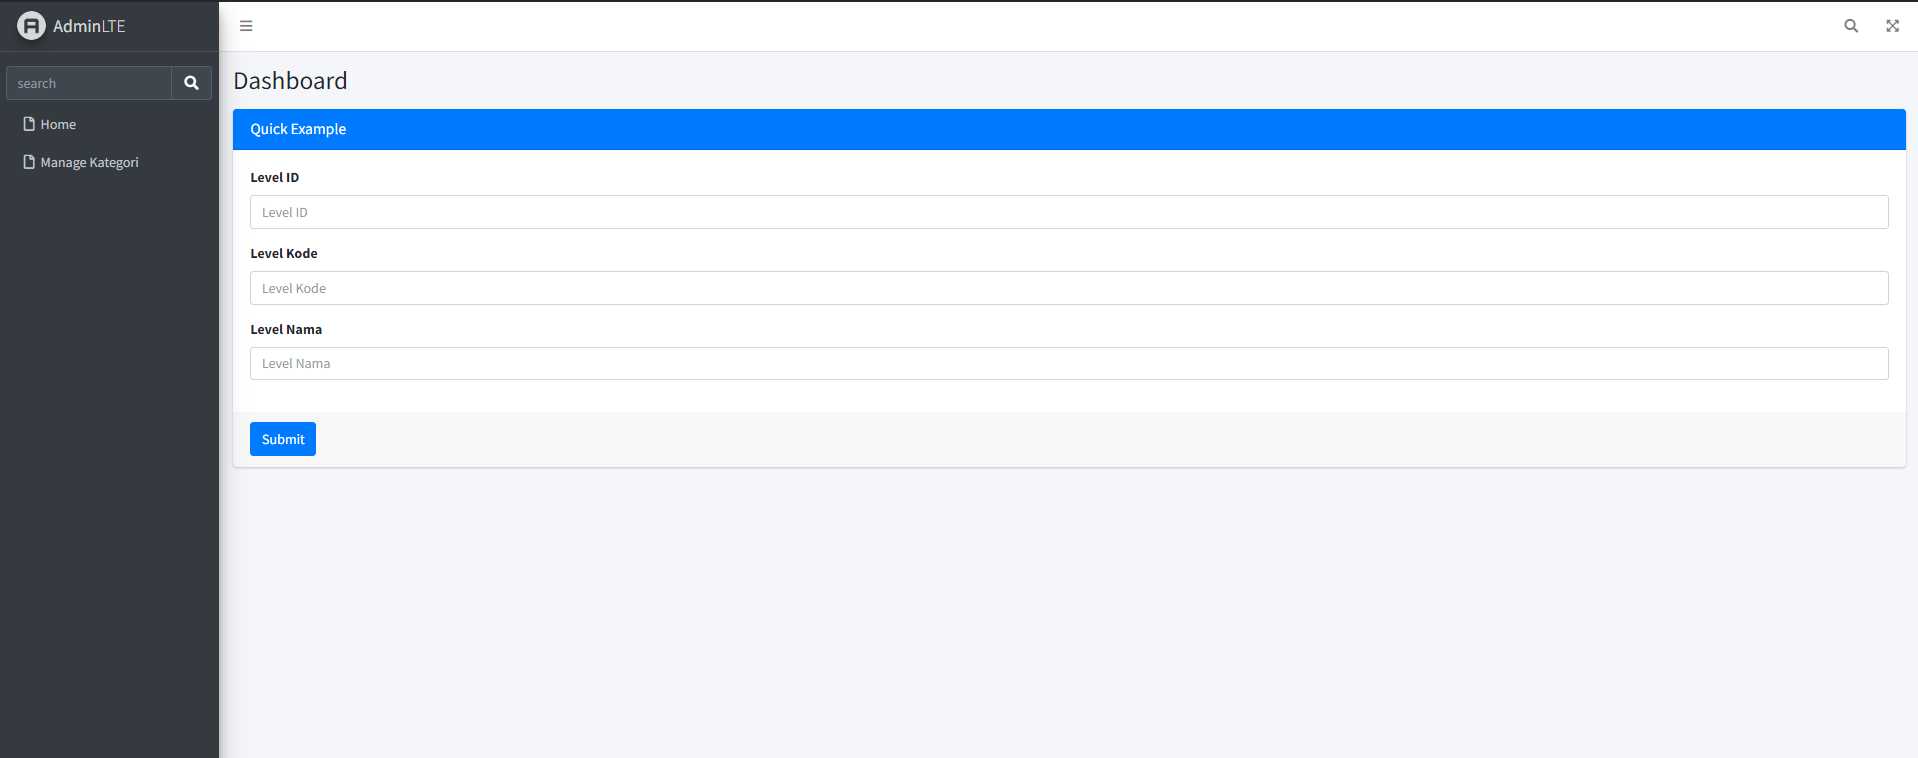 AdminLTE
search
Home
Manage Kategori
Dashboard
Quick Example
Level ID
Level ID
Level Kode
Level Kode
Level Nama
Level Nama
Submit